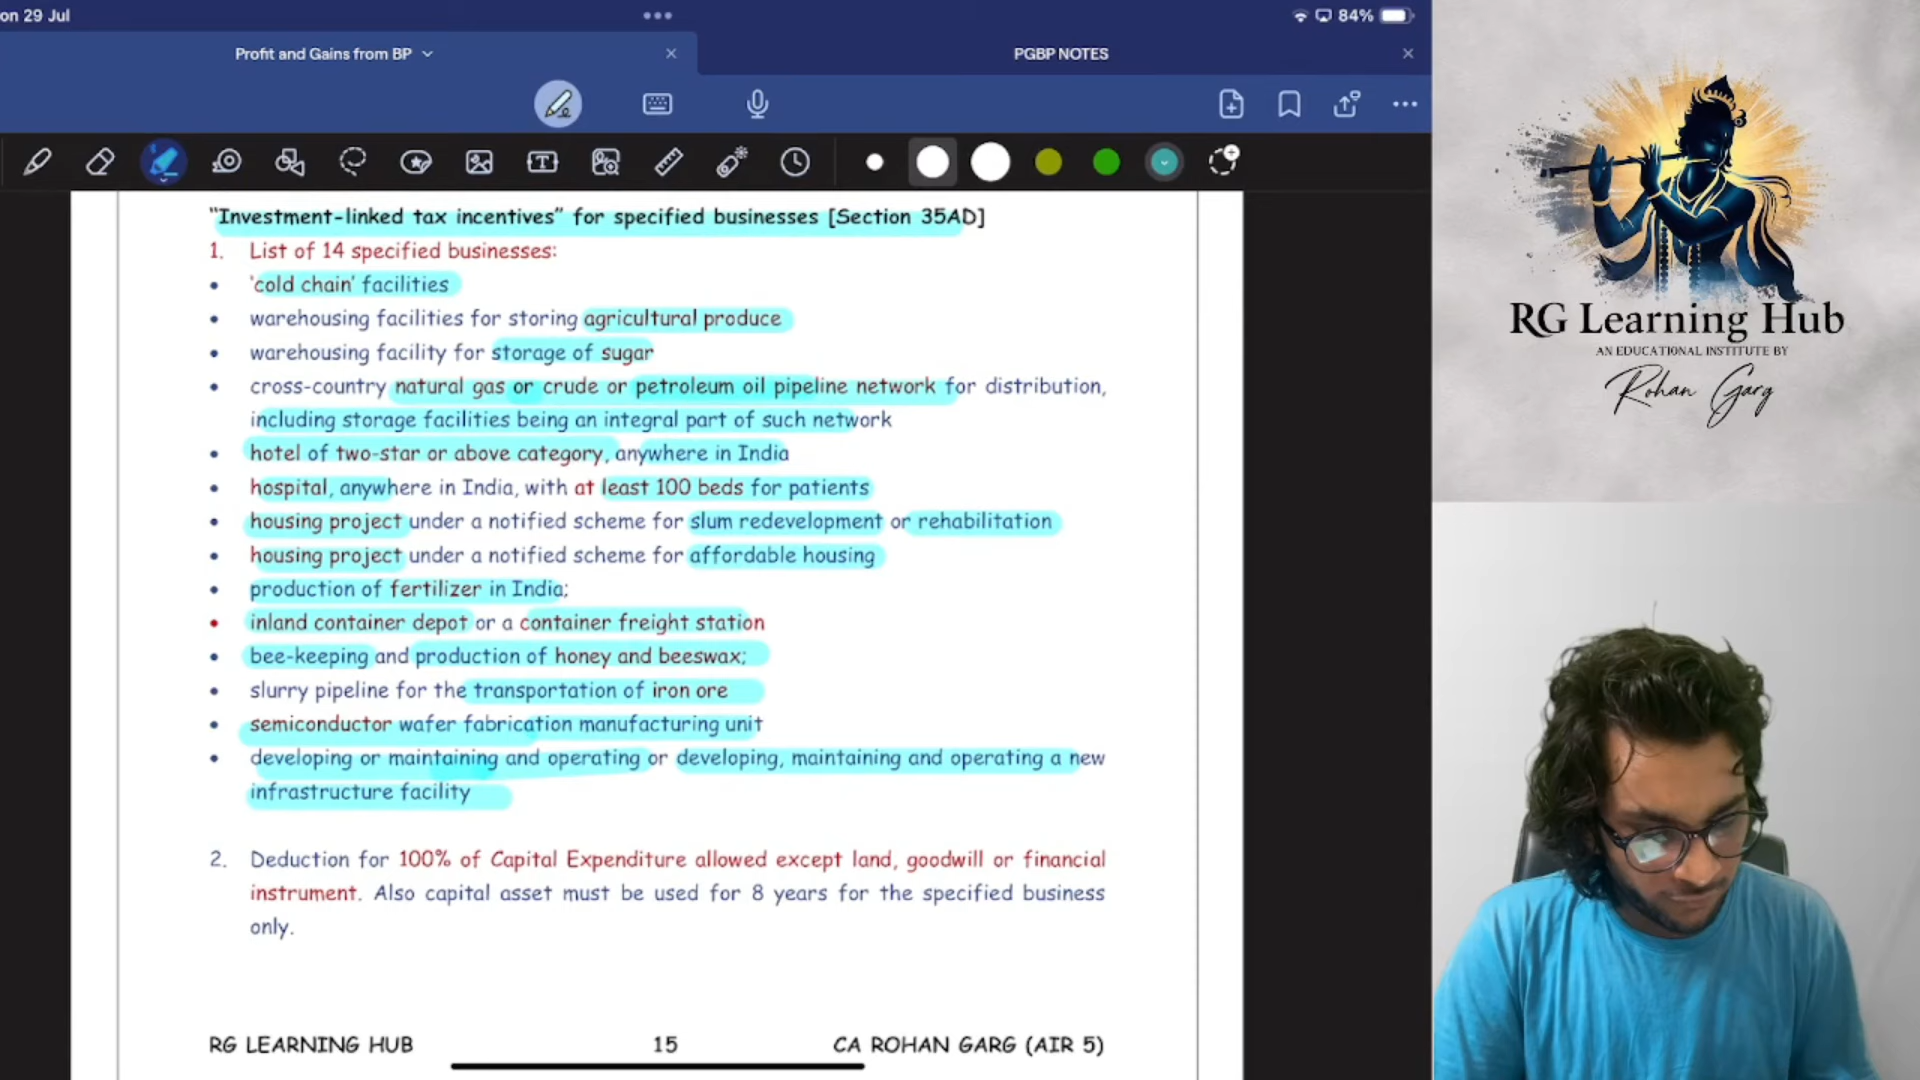 on 29 Jul
84%
Profit and Gains from BP
PGBP NOTES
"Investment-linked tax incentives" for specified businesses [Section 35AD]
1. List of 14 specified businesses:
• 'cold chain' facilities
• warehousing facilities for storing agricultural produce
• warehousing facility for storage of sugar
• cross-country natural gas or crude or petroleum oil pipeline network for distribution,
including storage facilities being an integral part of such network
• hotel of two-star or above category, anywhere in India
• hospital, anywhere in India, with at least 100 beds for patients
• housing project under a notified scheme for slum redevelopment or rehabilitation
• housing project under a notified scheme for affordable housing
• production of fertilizer in India;
• inland container depot or a container freight station
• bee-keeping and production of honey and beeswax;
• slurry pipeline for the transportation of iron ore
• semiconductor wafer fabrication manufacturing unit
• developing or maintaining and operating or developing, maintaining and operating a new
infrastructure facility
2. Deduction for 100% of Capital Expenditure allowed except land, goodwill or financial
instrument. Also capital asset must be used for 8 years for the specified business
only.
RG LEARNING HUB 15 CA ROHAN GARG (AIR 5)
RG Learning Hub
AN EDUCATIONAL INSTITUTE BY
Rohan Garg